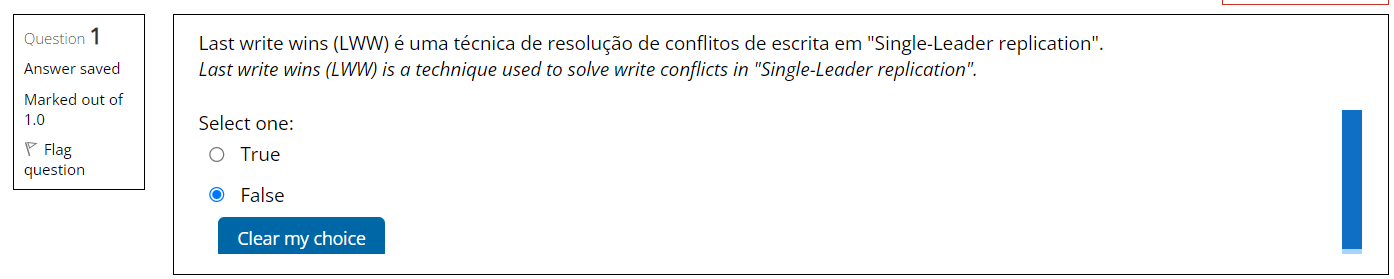 Question 1
Answer saved
Marked out of
1.0
Flag
question
Last write wins (LWW) é uma técnica de resolução de conflitos de escrita em "Single-Leader replication".
Last write wins (LWW) is a technique used to solve write conflicts in "Single-Leader replication".
Select one:
True
False
Clear my choice